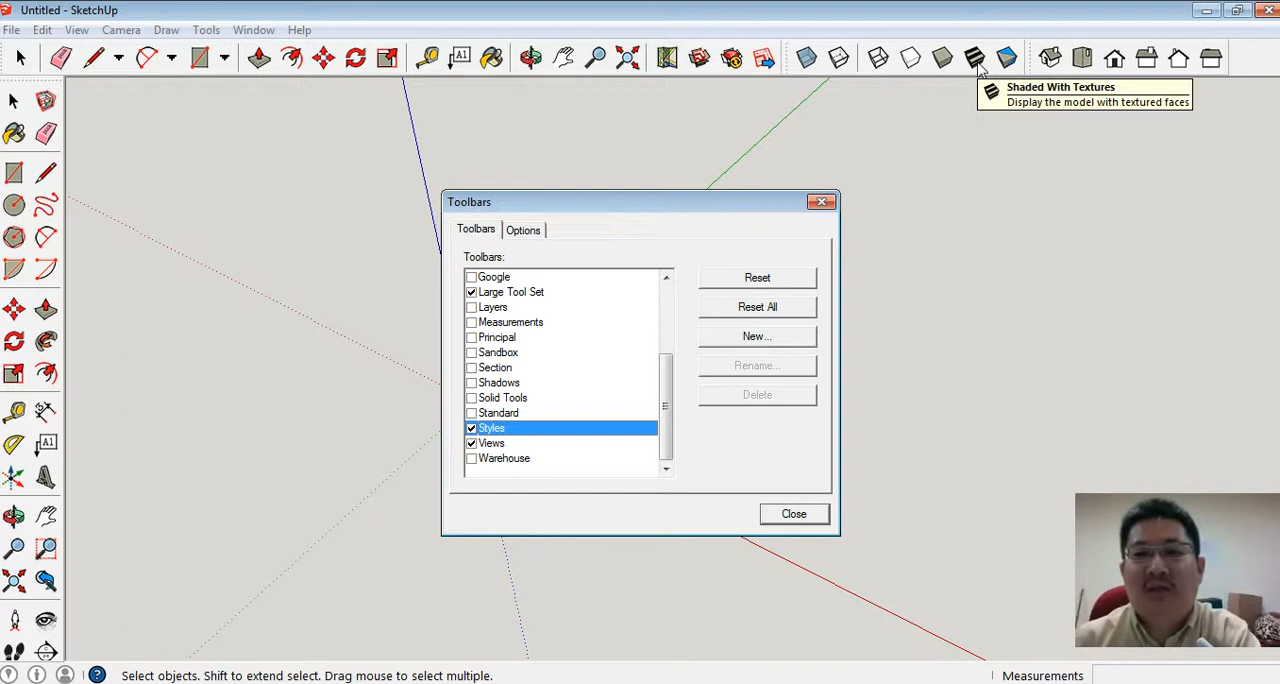 Untitled - SketchUp
File Edit View Camera Draw Tools Window Help
A1
Shaded With Textures
Display the model with textured faces
Toolbars
Toolbars Options
Toolbars:
Google
Large Tool Set
Layers
Measurements
Principal
Sandbox
Section
Shadows
Solid Tools
Standard
Styles
Views
Warehouse
Reset
Reset All
New...
Rename...
Delete
Close
A1
Select objects. Shift to extend select. Drag mouse to select multiple.
Measurements